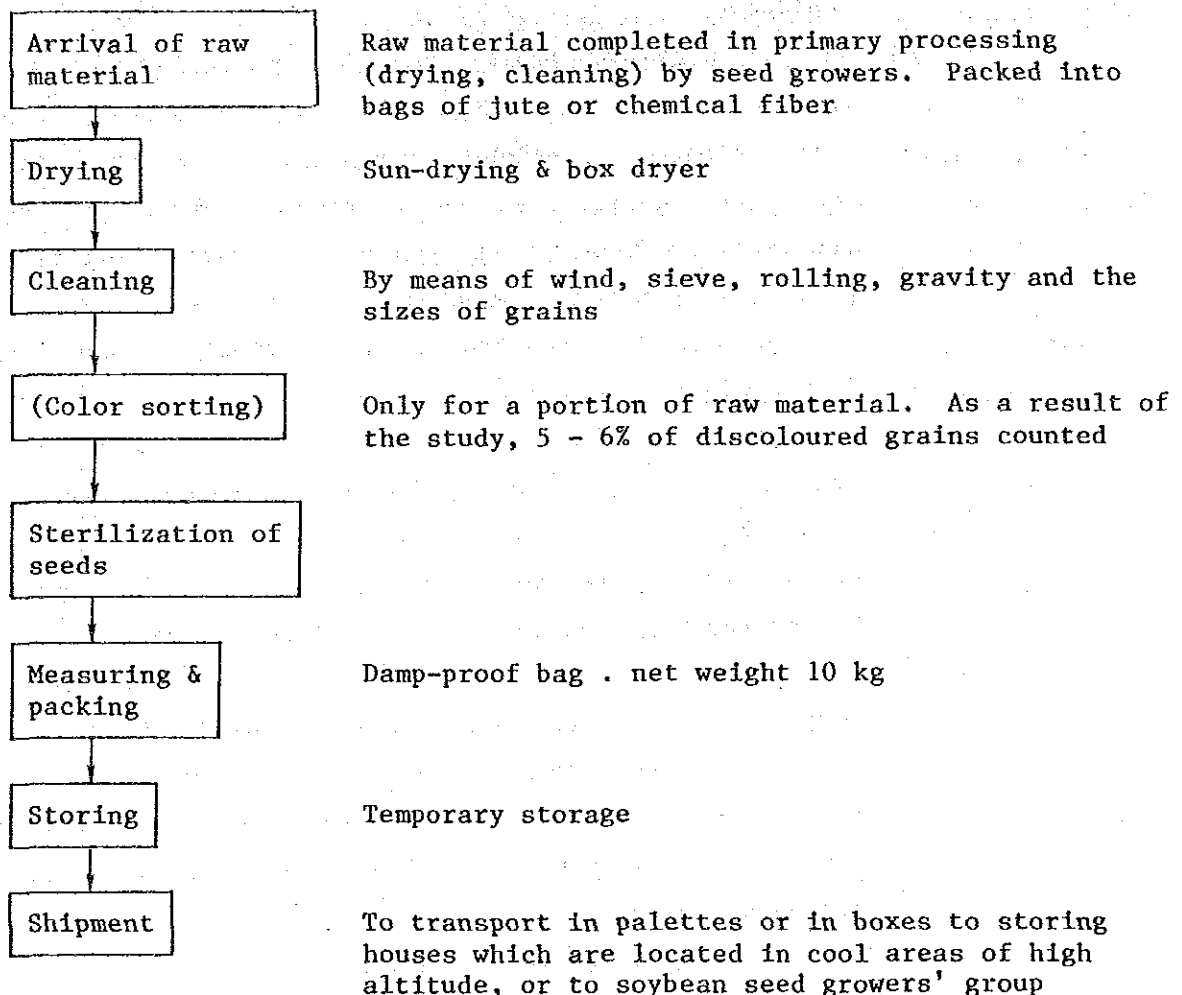 Arrival of raw
material
Raw material completed in primary processing
(drying, cleaning) by seed growers. Packed into
bags of jute or chemical fiber
Drying
Sun-drying & box dryer
Cleaning
By means of wind, sieve, rolling, gravity and the
sizes of grains
(Color sorting)
Only for a portion of raw material. As a result of
the study, 5 - 6% of discoloured grains counted
Sterilization of
seeds
Measuring &
packing
Damp-proof bag . net weight 10 kg
Storing
Temporary storage
Shipment
To transport in palettes or in boxes to storing
houses which are located in cool areas of high
altitude, or to soybean seed growers' group